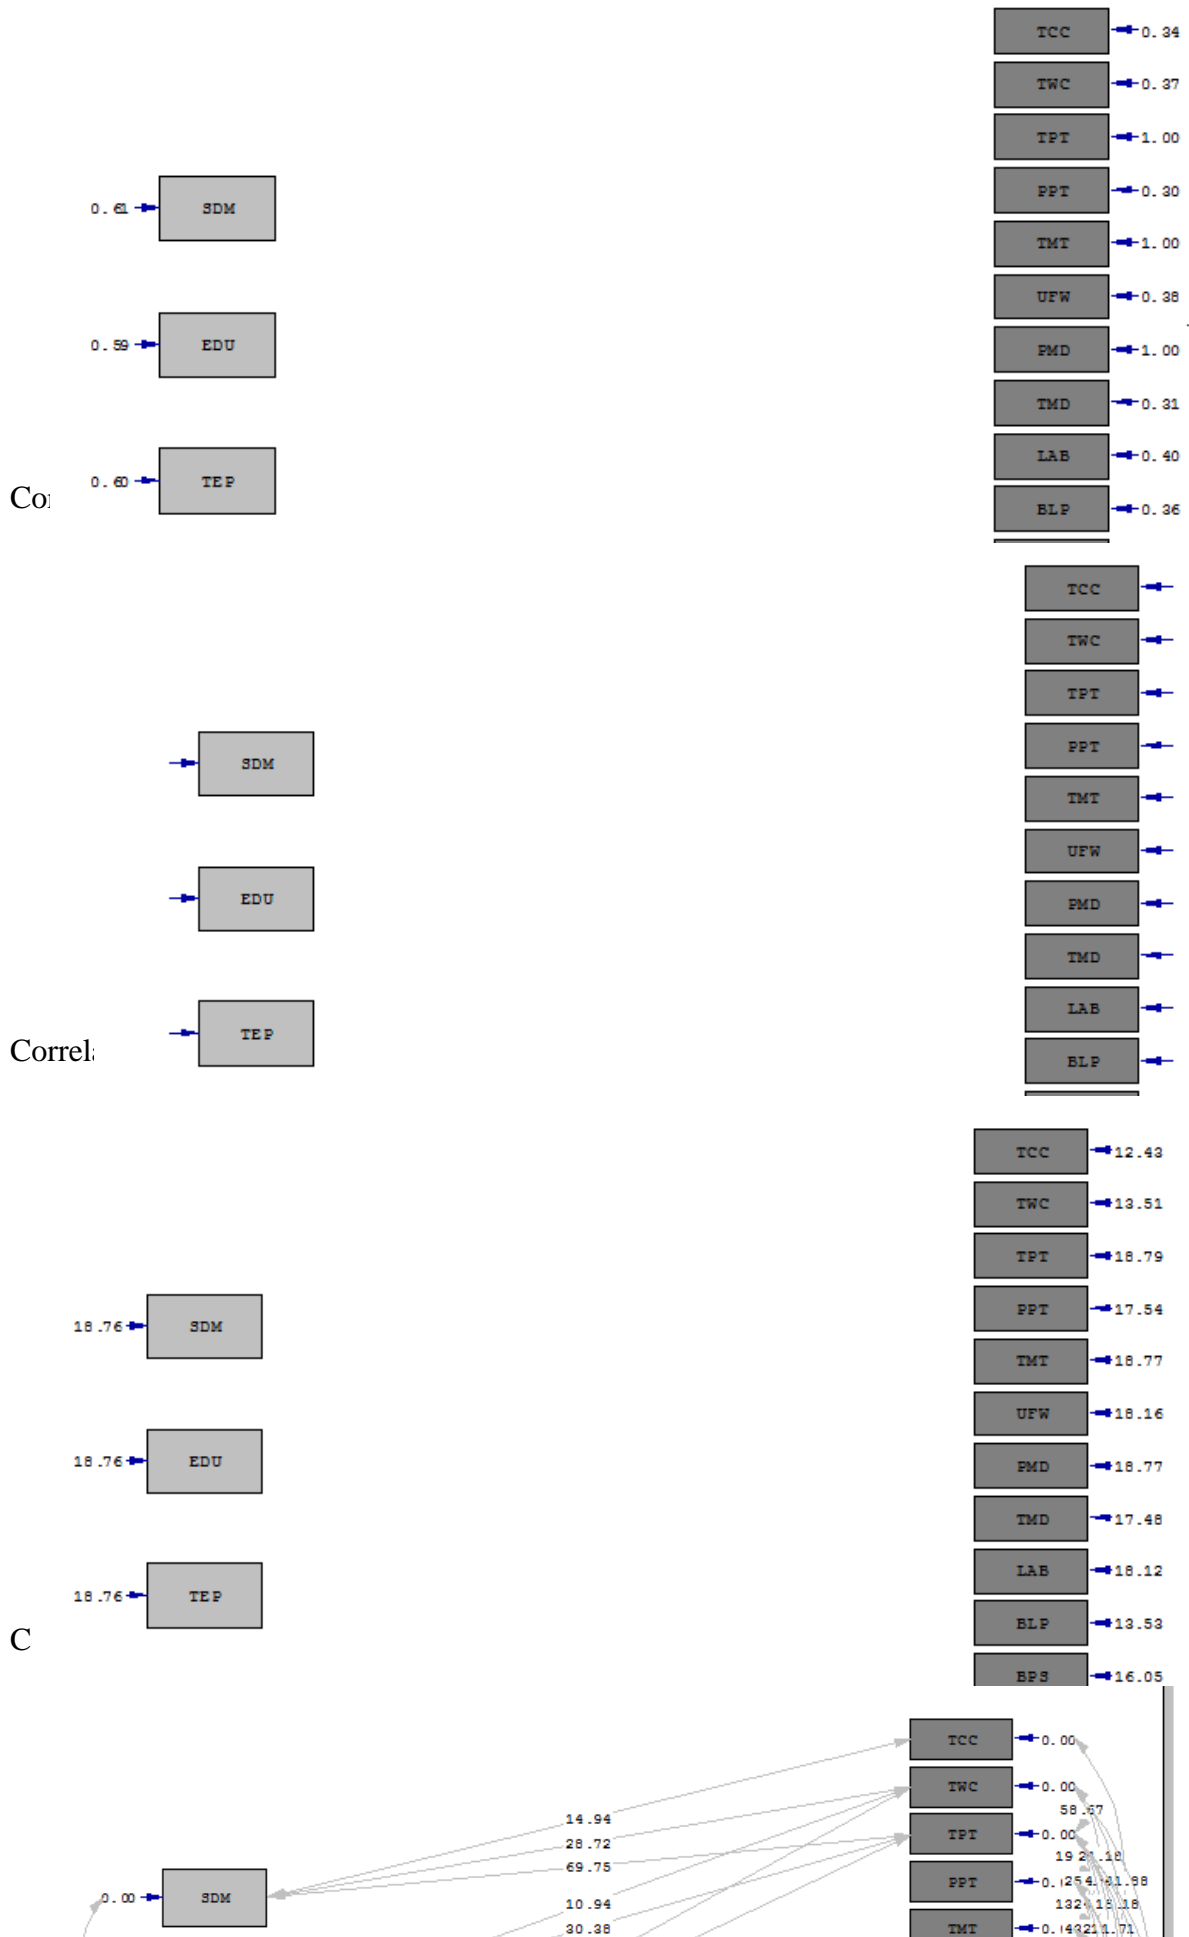 TCC 0.34
TWC 0.37
TPT 1.00
PPT 0.30
0.61 SDM
TMT 1.00
UFW 0.38
0.59 EDU
PMD 1.00
TMD 0.31
LAB 0.40
0.60 TEP
BLP 0.36
TCC
TWC
TPT
PPT
SDM
TMT
UFW
EDU
PMD
TMD
LAB
TEP
Correl
BLP
TCC 12.43
TWC 13.51
TPT 18.79
PPT 17.54
18.76 SDM
TMT 18.77
UFW 18.16
18.76 EDU
PMD 18.77
TMD 17.48
LAB 18.12
18.76 TEP
BLP 13.53
C
BPS 16.05
TCC 0.00
TWC 0.00
14.94
TPT 0.00
28.72
69.75
0.00 SDM
PPT
10.94
30.38
TMT